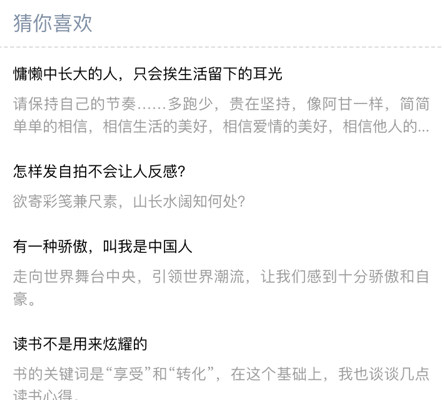 猜你喜欢
慵懒中长大的人，只会挨生活留下的耳光
请保持自己的节奏……多跑少，贵在坚持，像阿甘一样，简简
单单的相信，相信生活的美好，相信爱情的美好，相信他人的...
怎样发自拍不会让人反感?
欲寄彩笺兼尺素，山长水阔知何处?
有一种骄傲，叫我是中国人
走向世界舞台中央，引领世界潮流，让我们感到十分骄傲和自
豪。
读书不是用来炫耀的
书的关键词是“享受”和“转化”，在这个基础上，我也谈谈几点
读书心得。